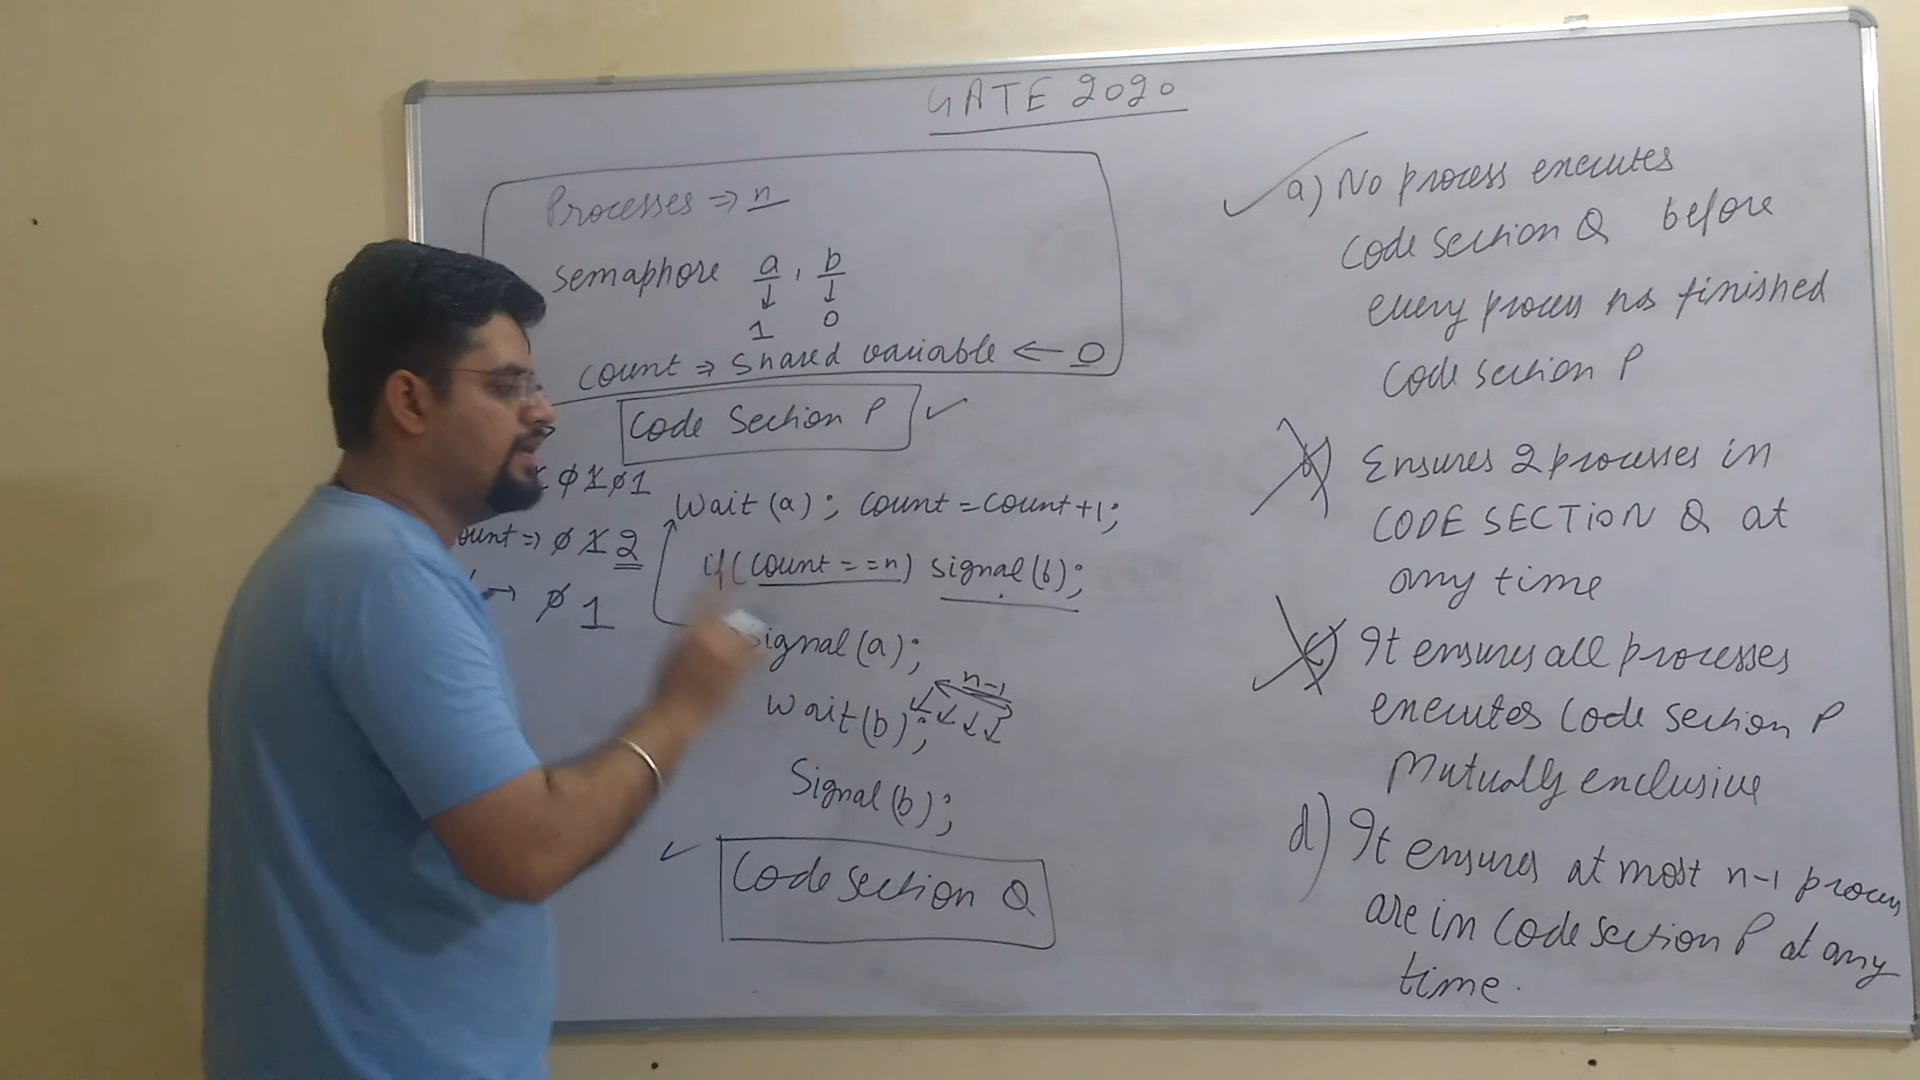 GATE 2020
Processes ⇒ n
Semaphore a, b
↓ ↓
1 0
Count ⇒ Shared variable ← 0
Code Section P ✓
φ 1 φ 1
Wait(a); Count = Count+1;
ount ⇒ φ 1 2
if (Count == n) Signal(b);
φ 1
Signal(a);
n-1
Wait(b);
Signal(b);
✓ Code Section Q
✓ a) No process executes
Code Section Q before
every process has finished
Code Section P
b) Ensures 2 processes in
CODE SECTION Q at
any time
c) It ensures all processes
executes Code Section P
Mutually exclusive
d) It ensures at most n-1 process
are in Code Section P at any
time.